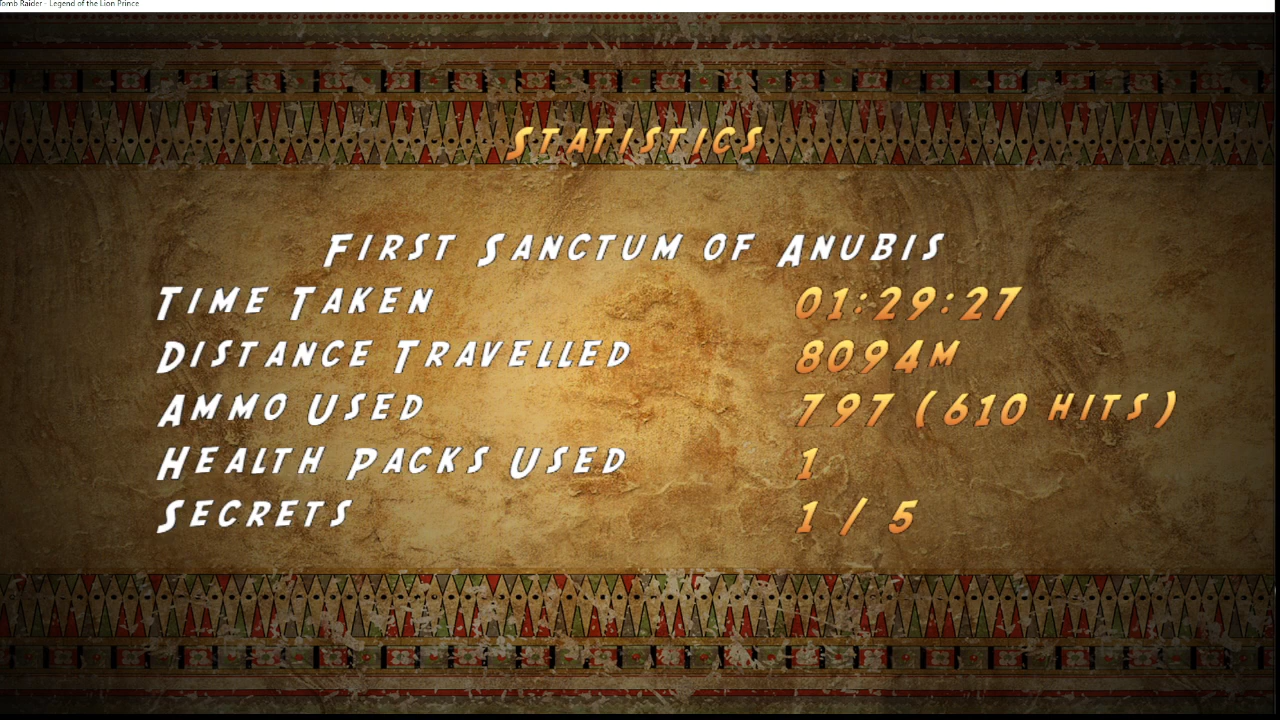 Tomb Raider - Legend of the Lion Prince
STATISTICS
FIRST SANCTUM OF ANUBIS
TIME TAKEN 01:29:27
DISTANCE TRAVELLED 8094M
AMMO USED 797 (610 HITS)
HEALTH PACKS USED 1
SECRETS 1 / 5